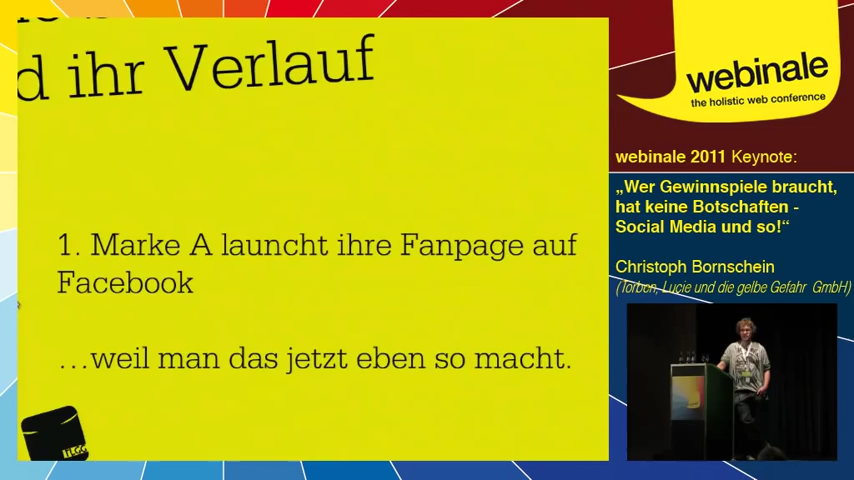 d ihr Verlauf
1. Marke A launcht ihre Fanpage auf
Facebook
…weil man das jetzt eben so macht.
TLGG
webinale
the holistic web conference
webinale 2011 Keynote:
„Wer Gewinnspiele braucht,
hat keine Botschaften -
Social Media und so!“
Christoph Bornschein
(Torben, Lucie und die gelbe Gefahr GmbH)